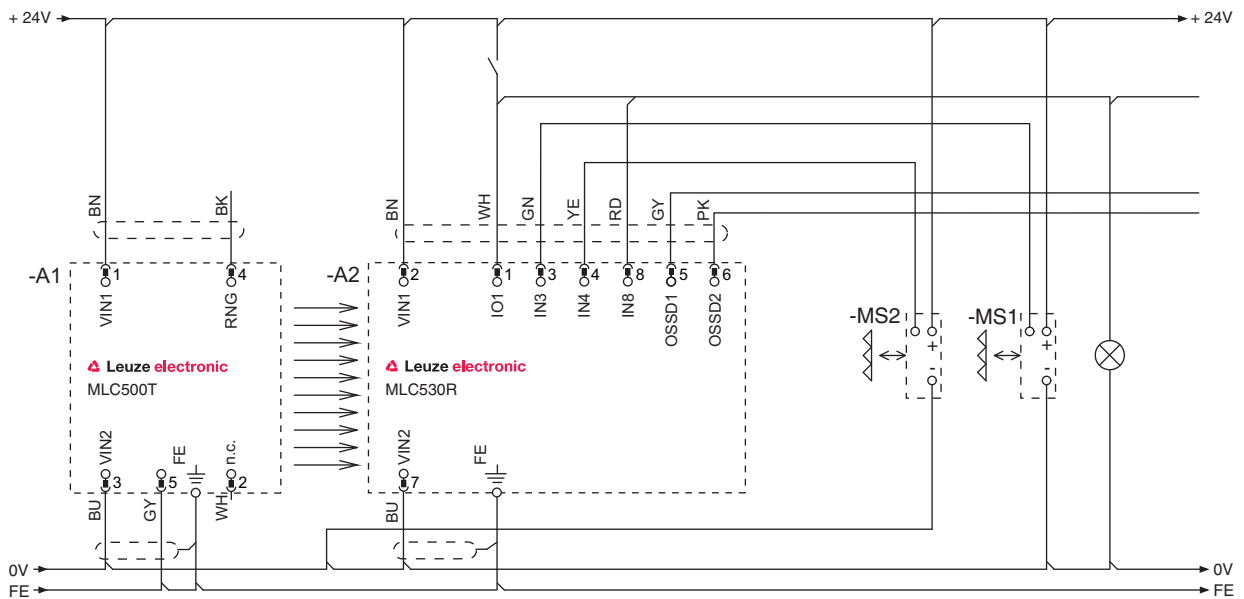 + 24V
+ 24V
BN
BK
BN
WH
GN
YE
RD
GY
PK
-A1
1
4
-A2
2
1
3
4
8
5
6
VIN1
RNG
VIN1
IO1
IN3
IN4
IN8
OSSD1
OSSD2
-MS2
-MS1
+
+
-
-
Leuze electronic
MLC500T
Leuze electronic
MLC530R
VIN2
FE
n.c.
VIN2
FE
3
5
2
7
BU
GY
WH
BU
0V
0V
FE
FE